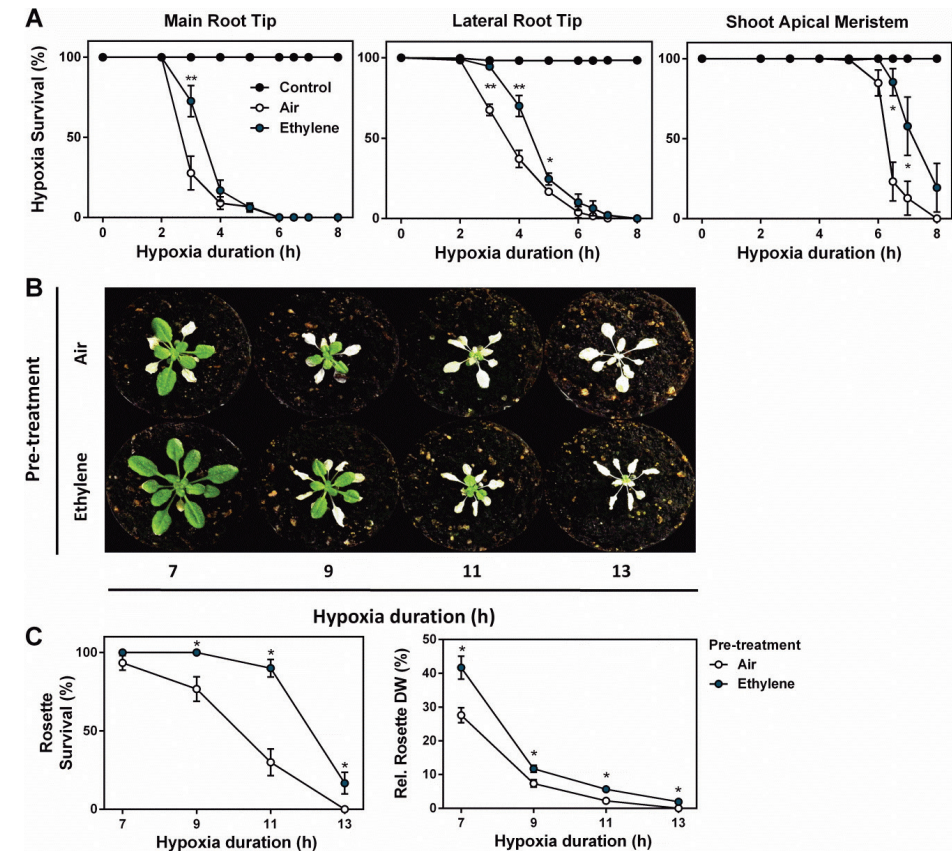 A
Main Root Tip
Lateral Root Tip
Shoot Apical Meristem
Hypoxia Survival (%)
100
50
0
Control
Air
Ethylene
**
0 2 4 6 8
Hypoxia duration (h)
100
50
0
** **
*
0 2 4 6 8
Hypoxia duration (h)
100
50
0
*
*
0 2 4 6 8
Hypoxia duration (h)
B
Pre-treatment
Air
Ethylene
7 9 11 13
Hypoxia duration (h)
C
Rosette
Survival (%)
100
50
0
* *
*
7 9 11 13
Hypoxia duration (h)
Rel. Rosette DW (%)
50
40
30
20
10
0
*
*
*
*
7 9 11 13
Hypoxia duration (h)
Pre-treatment
Air
Ethylene